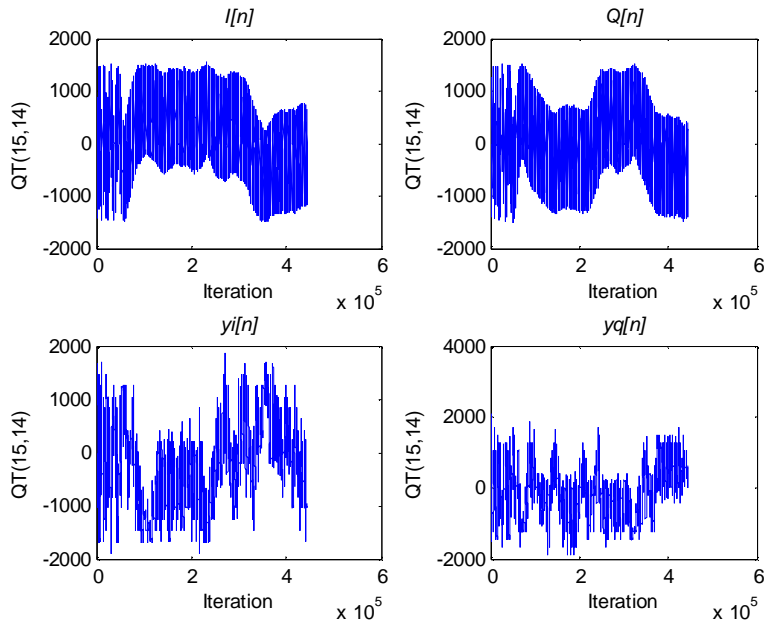 I[n]
Q[n]
2000
1000
0
-1000
-2000
QT(15,14)
0
2
4
6
Iteration
x 10^5
2000
1000
0
-1000
-2000
QT(15,14)
0
2
4
6
Iteration
x 10^5
yi[n]
yq[n]
2000
1000
0
-1000
-2000
QT(15,14)
0
2
4
6
Iteration
x 10^5
4000
2000
0
-2000
QT(15,14)
0
2
4
6
Iteration
x 10^5